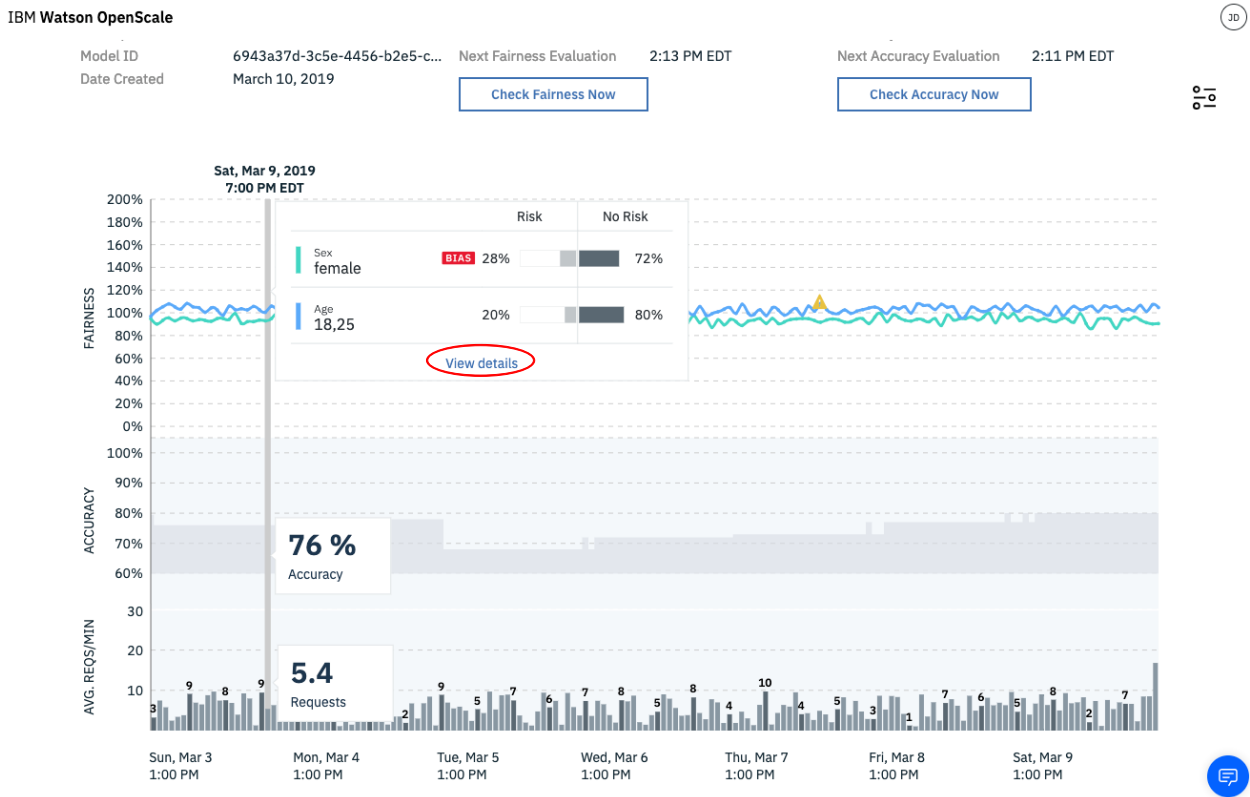 IBM Watson OpenScale
JD
Model ID 6943a37d-3c5e-4456-b2e5-c... Next Fairness Evaluation 2:13 PM EDT Next Accuracy Evaluation 2:11 PM EDT
Date Created March 10, 2019
Check Fairness Now Check Accuracy Now
Sat, Mar 9, 2019
7:00 PM EDT
FAIRNESS
200%
180%
160%
140%
120%
100%
80%
60%
40%
20%
0%
Risk No Risk
Sex
female BIAS 28% 72%
Age
18,25 20% 80%
View details
ACCURACY
100%
90%
80%
70%
60%
76 %
Accuracy
AVG. REQS/MIN
30
20
10
5.4
Requests
3 9 8 9 2 9 5 7 6 7 8 5 8 4 10 4 5 3 1 7 6 5 8 2 7
Sun, Mar 3 Mon, Mar 4 Tue, Mar 5 Wed, Mar 6 Thu, Mar 7 Fri, Mar 8 Sat, Mar 9
1:00 PM 1:00 PM 1:00 PM 1:00 PM 1:00 PM 1:00 PM 1:00 PM